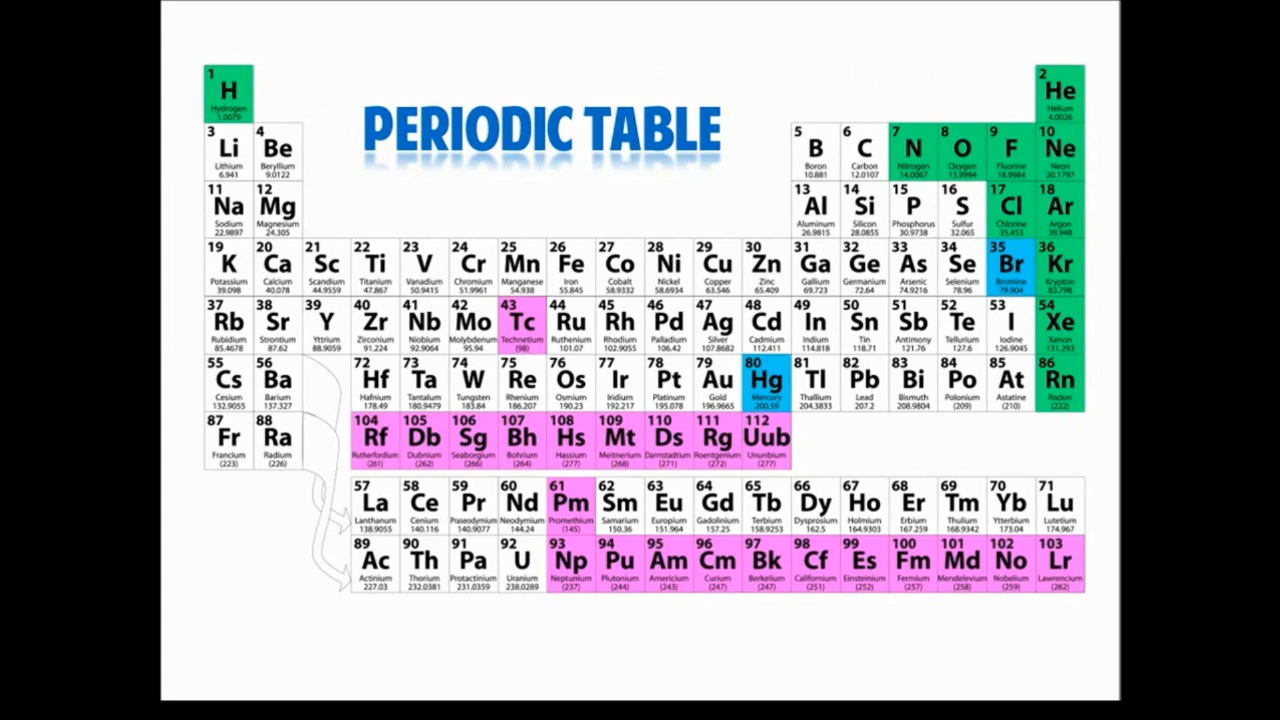 1 2
H He
Hydrogen Helium
1.0079 4.0026
PERIODIC TABLE
3 4 5 6 7 8 9 10
Li Be B C N O F Ne
Lithium Beryllium Boron Carbon Nitrogen Oxygen Fluorine Neon
6.941 9.0122 10.881 12.0107 14.0067 15.9994 18.9984 20.1797
11 12 13 14 15 16 17 18
Na Mg Al Si P S Cl Ar
Sodium Magnesium Aluminum Silicon Phosphorus Sulfur Chlorine Argon
22.9897 24.305 26.9815 28.0855 30.9738 32.065 35.453 39.948
19 20 21 22 23 24 25 26 27 28 29 30 31 32 33 34 35 36
K Ca Sc Ti V Cr Mn Fe Co Ni Cu Zn Ga Ge As Se Br Kr
Potassium Calcium Scandium Titanium Vanadium Chromium Manganese Iron Cobalt Nickel Copper Zinc Gallium Germanium Arsenic Selenium Bromine Krypton
39.098 40.078 44.9559 47.867 50.9415 51.9961 54.938 55.845 58.9332 58.6934 63.546 65.409 69.723 72.64 74.9216 78.96 79.904 83.798
37 38 39 40 41 42 43 44 45 46 47 48 49 50 51 52 53 54
Rb Sr Y Zr Nb Mo Tc Ru Rh Pd Ag Cd In Sn Sb Te I Xe
Rubidium Strontium Yttrium Zirconium Niobium Molybdenum Technetium Ruthenium Rhodium Palladium Silver Cadmium Indium Tin Antimony Tellurium Iodine Xenon
85.4678 87.62 88.9059 91.224 92.9064 95.94 (98) 101.07 102.9055 106.42 107.8682 112.411 114.818 118.71 121.76 127.6 126.9045 131.293
55 56 72 73 74 75 76 77 78 79 80 81 82 83 84 85 86
Cs Ba Hf Ta W Re Os Ir Pt Au Hg Tl Pb Bi Po At Rn
Cesium Barium Hafnium Tantalum Tungsten Rhenium Osmium Iridium Platinum Gold Mercury Thallium Lead Bismuth Polonium Astatine Radon
132.9055 137.327 178.49 180.9479 183.84 186.207 190.23 192.217 195.078 196.9665 200.59 204.3833 207.2 208.9804 (209) (210) (222)
87 88 104 105 106 107 108 109 110 111 112
Fr Ra Rf Db Sg Bh Hs Mt Ds Rg Uub
Francium Radium Rutherfordium Dubnium Seaborgium Bohrium Hassium Meitnerium Darmstadtium Roentgenium Ununbium
(223) (226) (261) (262) (266) (264) (277) (268) (271) (272) (277)
57 58 59 60 61 62 63 64 65 66 67 68 69 70 71
La Ce Pr Nd Pm Sm Eu Gd Tb Dy Ho Er Tm Yb Lu
Lanthanum Cenium Praseodymium Neodymium Promethium Samarium Europium Gadolinium Terbium Dysprosium Holmium Erbium Thulium Ytterbium Lutetium
138.9055 140.116 140.9077 144.24 (145) 150.36 151.964 157.25 158.9253 162.5 164.9303 167.259 168.9342 173.04 174.967
89 90 91 92 93 94 95 96 97 98 99 100 101 102 103
Ac Th Pa U Np Pu Am Cm Bk Cf Es Fm Md No Lr
Actinium Thorium Protactinium Uranium Neptunium Plutonium Americium Curium Berkelium Californium Einsteinium Fermium Mendelevium Nobelium Lawrencium
227.03 232.0381 231.0359 238.0289 (237) (244) (243) (247) (247) (251) (252) (257) (258) (259) (262)